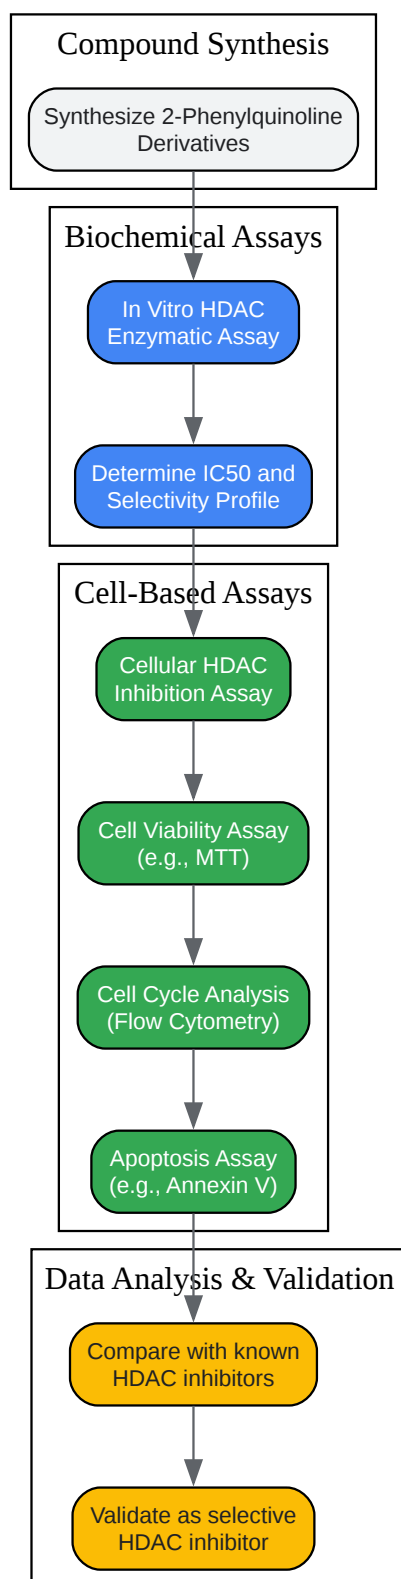 Compound Synthesis
Synthesize 2-Phenylquinoline
Derivatives
Biochemical Assays
In Vitro HDAC
Enzymatic Assay
Determine IC50 and
Selectivity Profile
Cell-Based Assays
Cellular HDAC
Inhibition Assay
Cell Viability Assay
(e.g., MTT)
Cell Cycle Analysis
(Flow Cytometry)
Apoptosis Assay
(e.g., Annexin V)
Data Analysis & Validation
Compare with known
HDAC inhibitors
Validate as selective
HDAC inhibitor